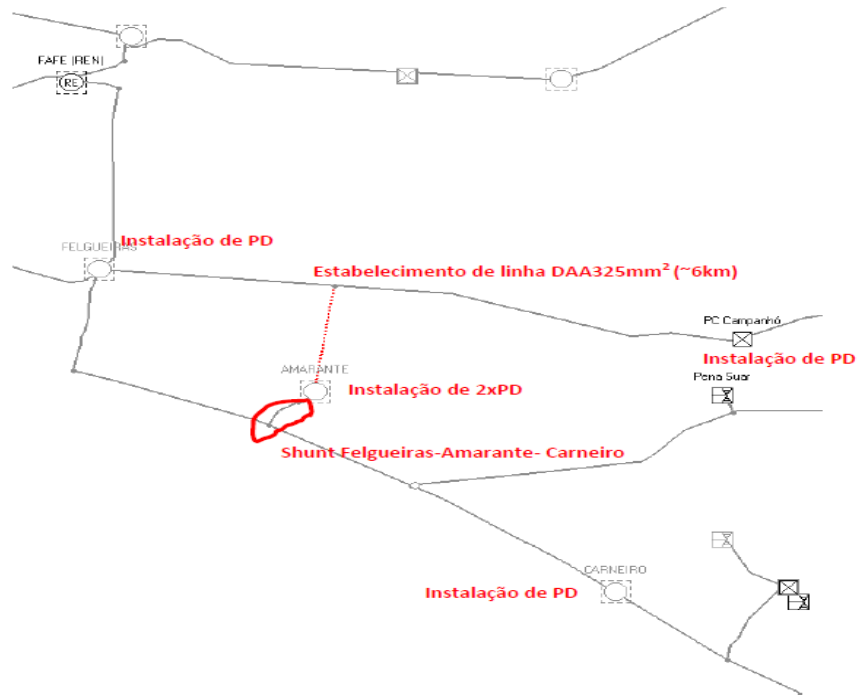 FAFE (REN)
RE
Instalação de PD
FELGUEIRAS
Estabelecimento de linha DAA325mm² (~6km)
PC Campanhó
Instalação de PD
AMARANTE
Instalação de 2xPD
Pena Suar
Shunt Felgueiras-Amarante- Carneiro
CARNEIRO
Instalação de PD